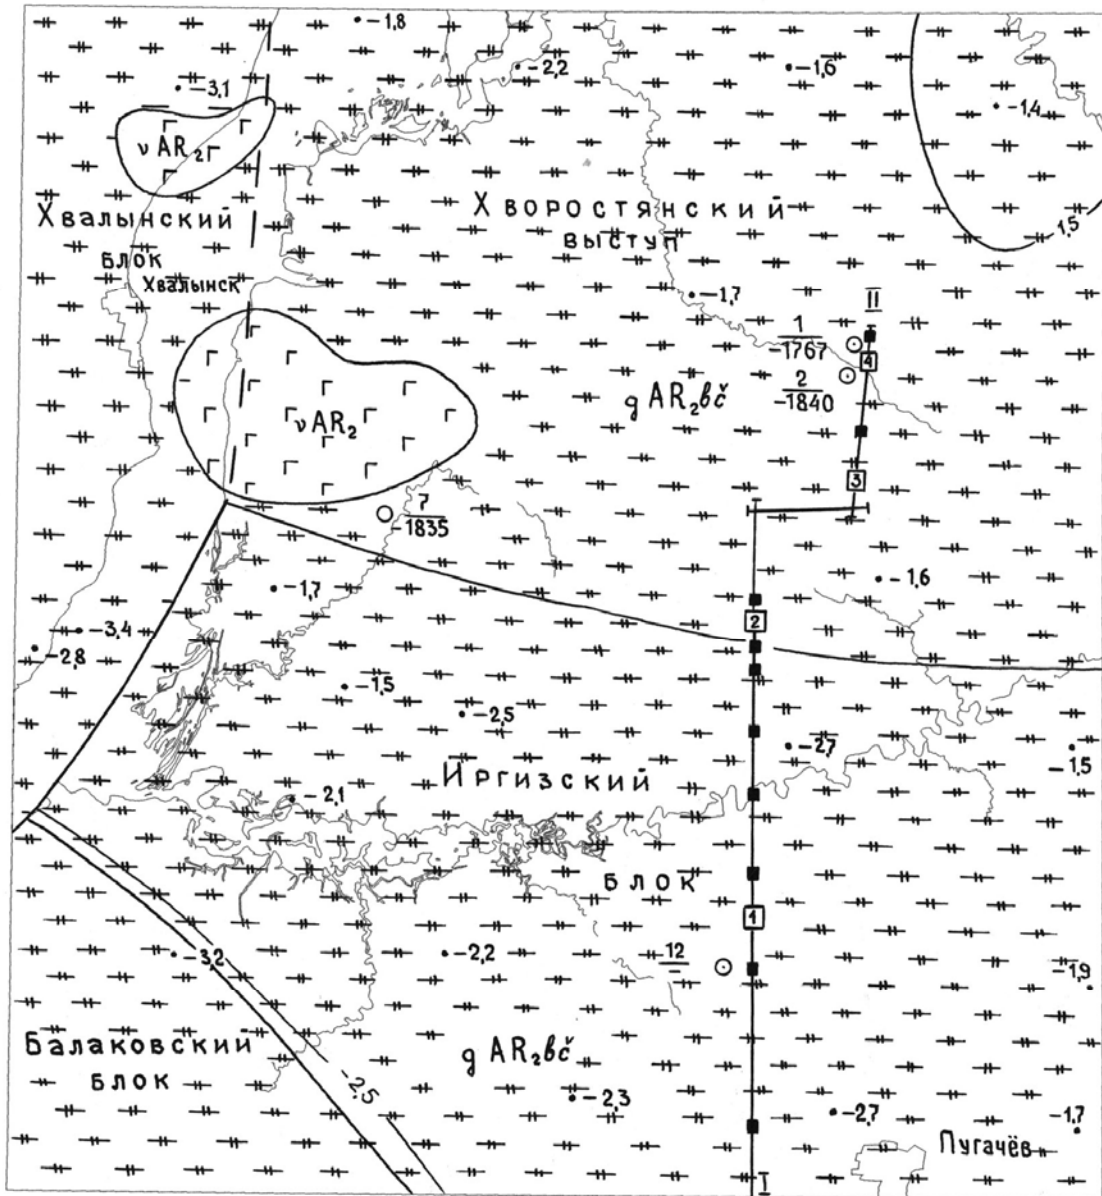 -1,8
-2,2
-1,6
-3,1
-1,4
ν AR₂
Хвалынский
блок
Хворостянский
выступ
1,5
Хвалынск
-1,7
II
1
-1767
4
2
-1840
g AR₂bč
ν AR₂
3
7
-1835
-1,7
-1,6
2
-3,4
-2,8
-1,5
-2,5
-2,7
-1,5
Иргизский
блок
-2,1
1
-3,2
-2,2
12
-
-1,9
Балаковский
блок
g AR₂bč
-2,5
-2,3
-2,7
-1,7
Пугачёв
I